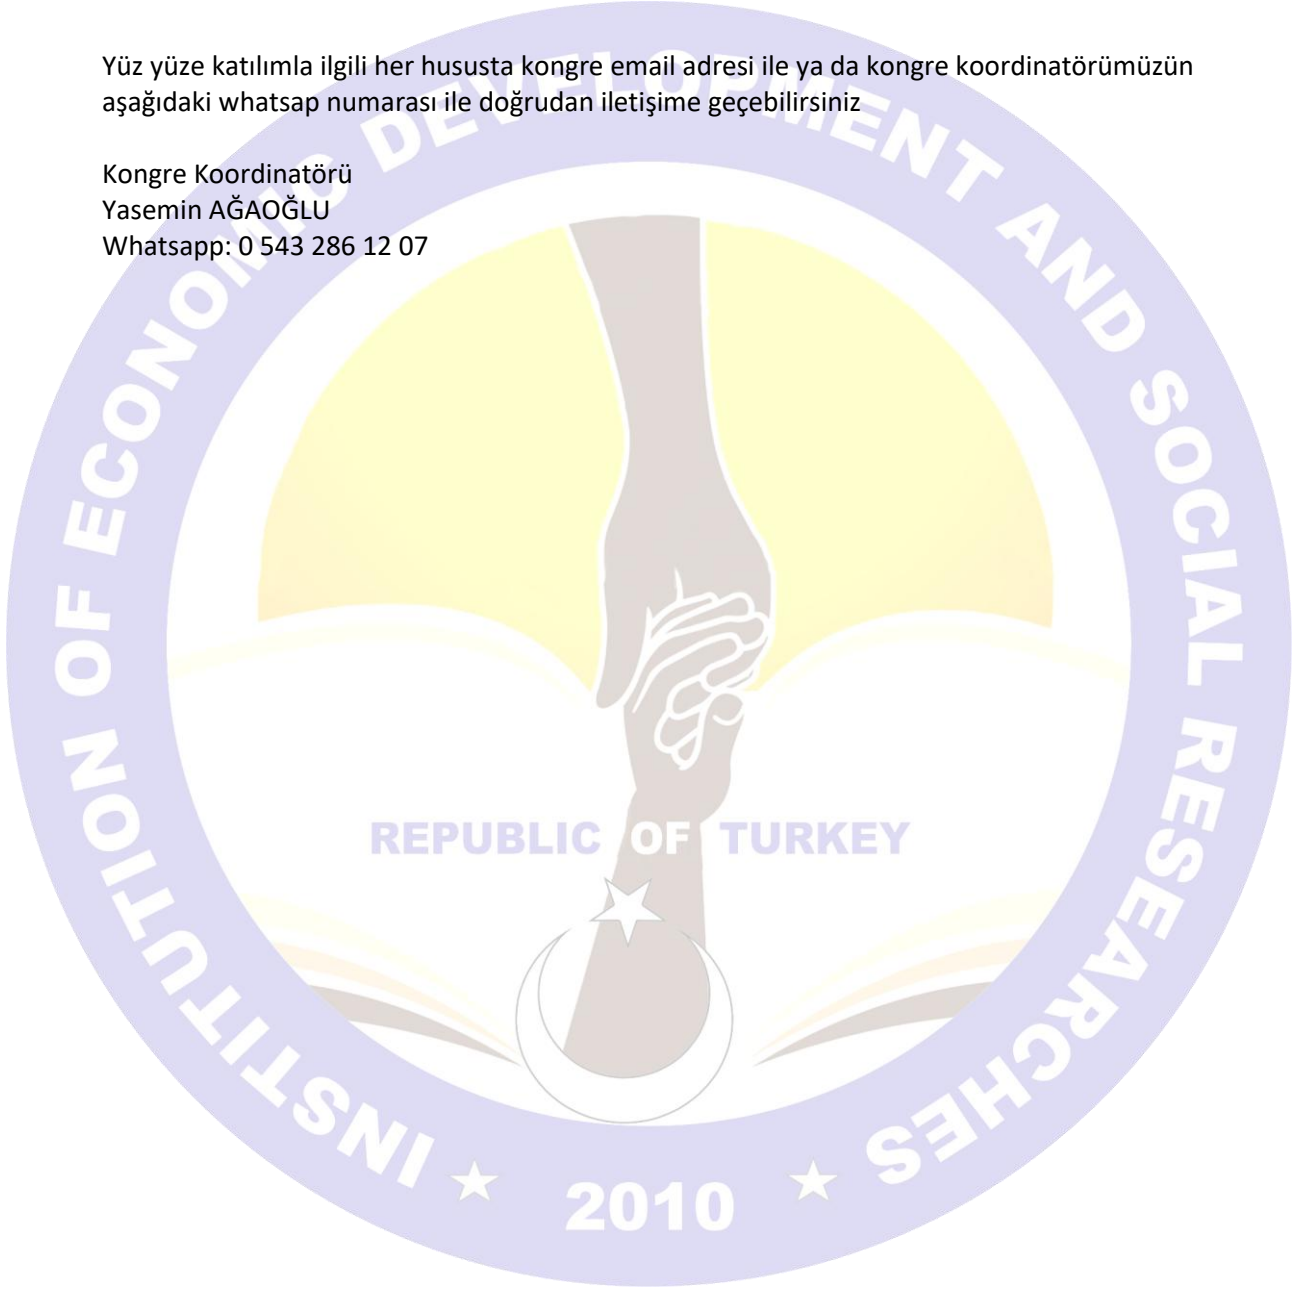 Yüz yüze katılımla ilgili her hususta kongre email adresi ile ya da kongre koordinatörümüzün
aşağıdaki whatsap numarası ile doğrudan iletişime geçebilirsiniz
Kongre Koordinatörü
Yasemin AĞAOĞLU
Whatsapp: 0 543 286 12 07
INSTITUTION OF ECONOMIC DEVELOPMENT AND SOCIAL RESEARCHES
REPUBLIC OF TURKEY
2010